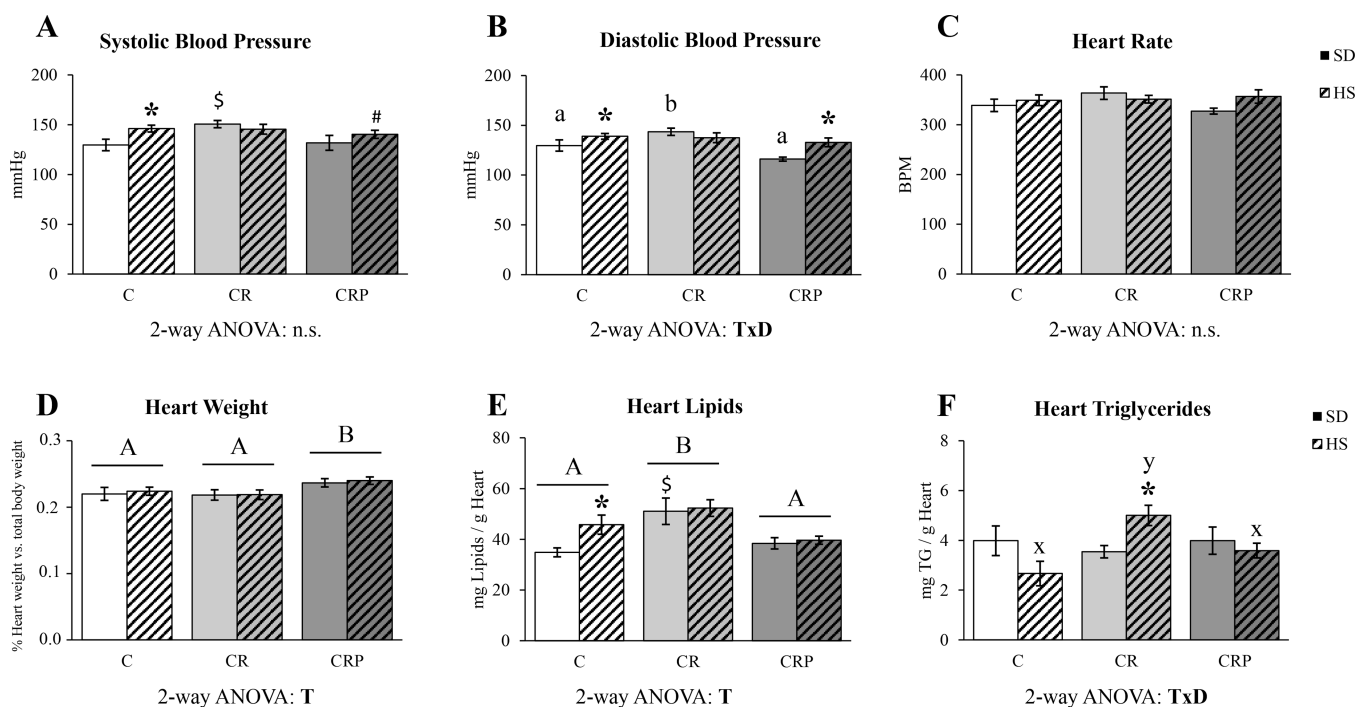 A
Systolic Blood Pressure
mmHg
200
150
100
50
0
*
$
#
C
CR
CRP
2-way ANOVA: n.s.
B
Diastolic Blood Pressure
mmHg
200
150
100
50
0
a
*
b
a
*
C
CR
CRP
2-way ANOVA: TxD
C
Heart Rate
BPM
400
300
200
100
0
C
CR
CRP
2-way ANOVA: n.s.
SD
HS
D
Heart Weight
% Heart weight vs. total body weight
0.3
0.2
0.1
0.0
A
A
B
C
CR
CRP
2-way ANOVA: T
E
Heart Lipids
mg Lipids / g Heart
80
60
40
20
0
A
*
B
$
A
C
CR
CRP
2-way ANOVA: T
F
Heart Triglycerides
mg TG / g Heart
8
6
4
2
0
x
y
*
x
C
CR
CRP
2-way ANOVA: TxD
SD
HS